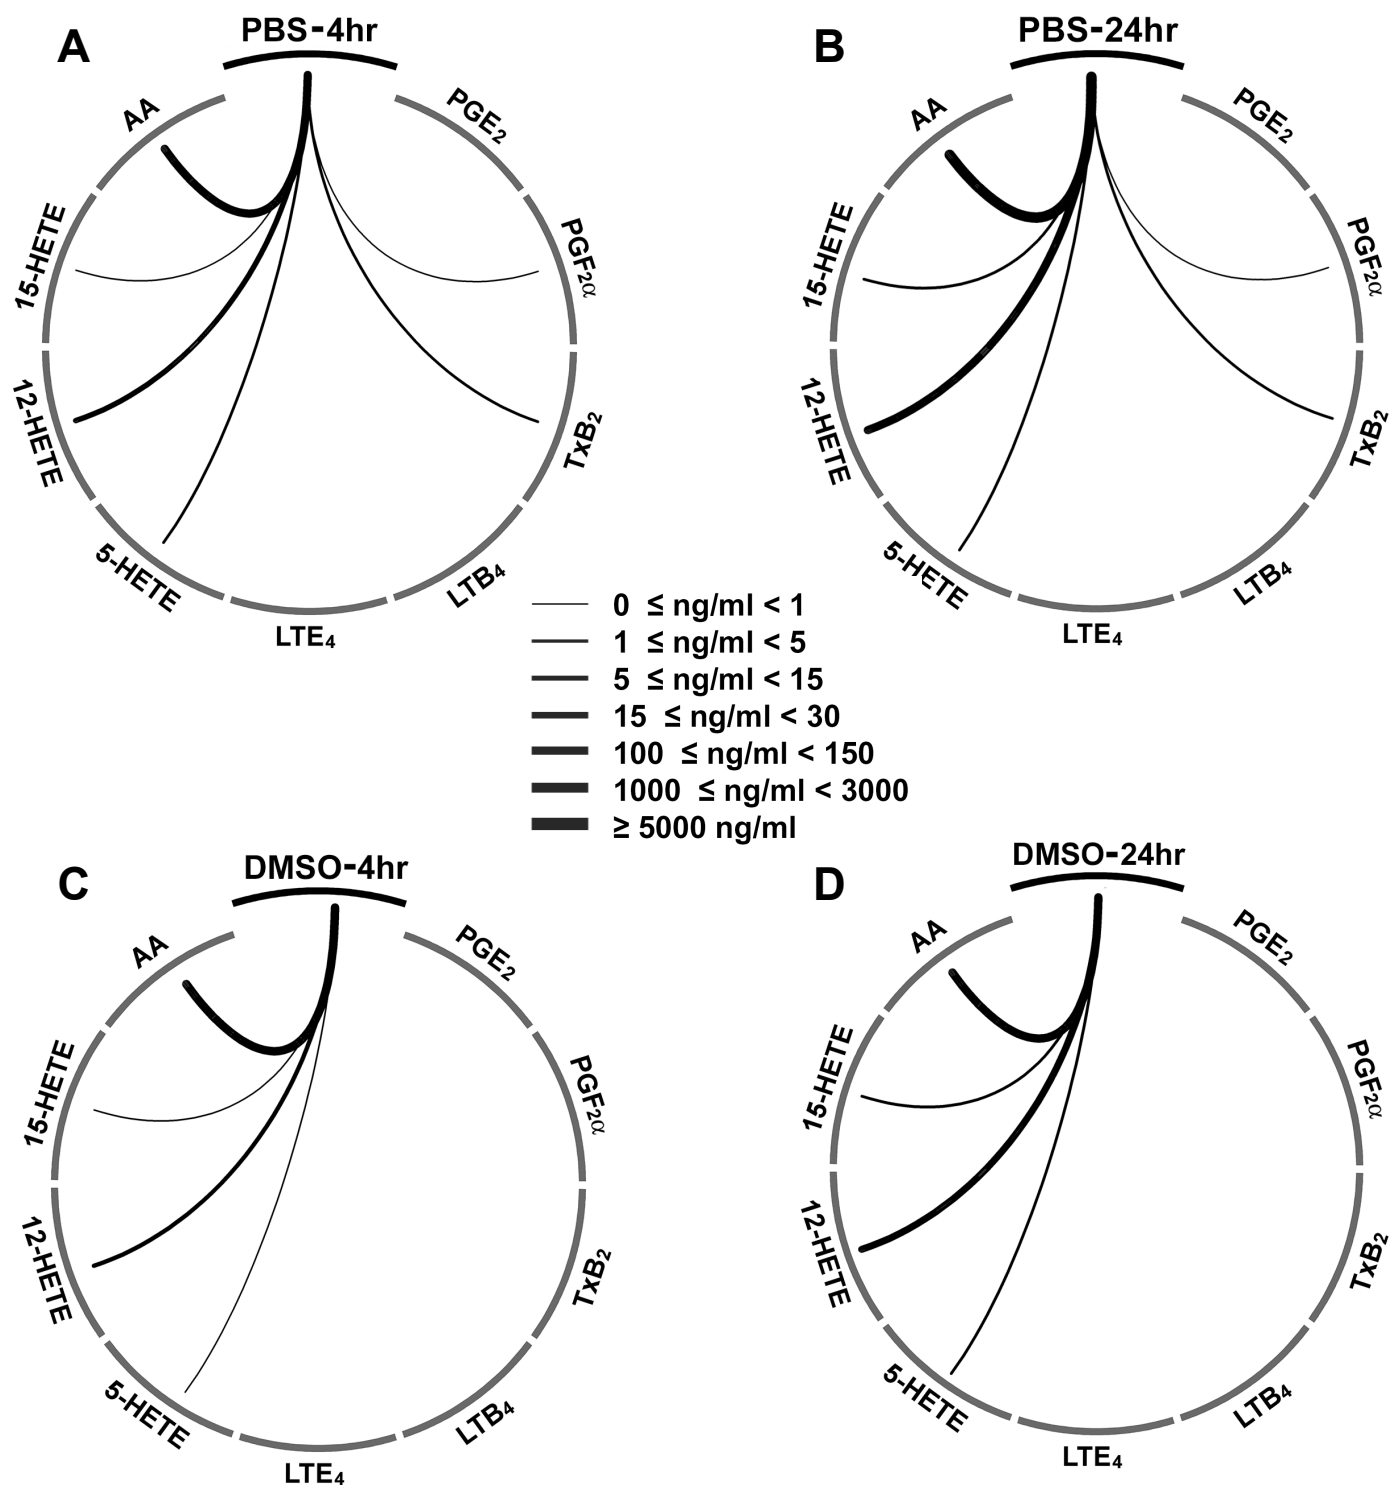 A
PBS-4hr
AA
PGE2
15-HETE
PGF2α
12-HETE
TxB2
5-HETE
LTB4
LTE4
B
PBS-24hr
AA
PGE2
15-HETE
PGF2α
12-HETE
TxB2
5-HETE
LTB4
LTE4
0 ≤ ng/ml < 1
1 ≤ ng/ml < 5
5 ≤ ng/ml < 15
15 ≤ ng/ml < 30
100 ≤ ng/ml < 150
1000 ≤ ng/ml < 3000
≥ 5000 ng/ml
C
DMSO-4hr
AA
PGE2
15-HETE
PGF2α
12-HETE
TxB2
5-HETE
LTB4
LTE4
D
DMSO-24hr
AA
PGE2
15-HETE
PGF2α
12-HETE
TxB2
5-HETE
LTB4
LTE4